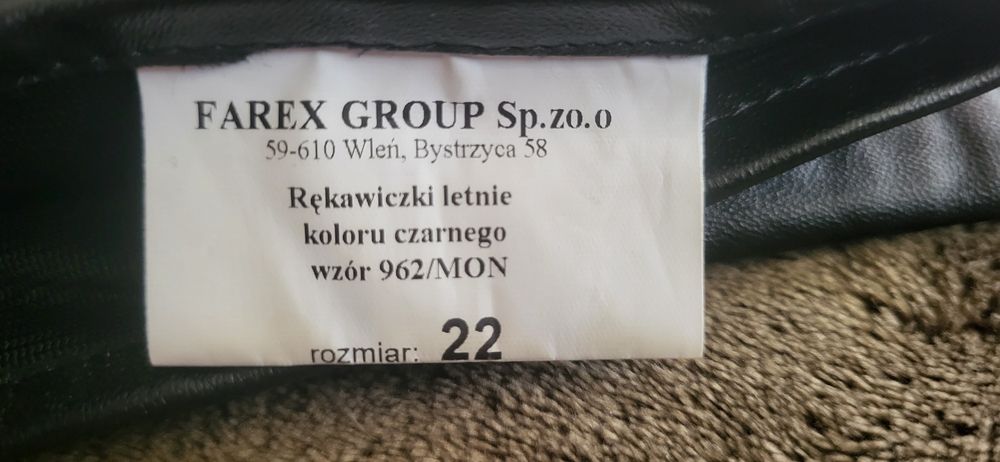 FAREX GROUP Sp.zo.o
59-610 Wleń, Bystrzyca 58
Rękawiczki letnie
koloru czarnego
wzór 962/MON
rozmiar: 22